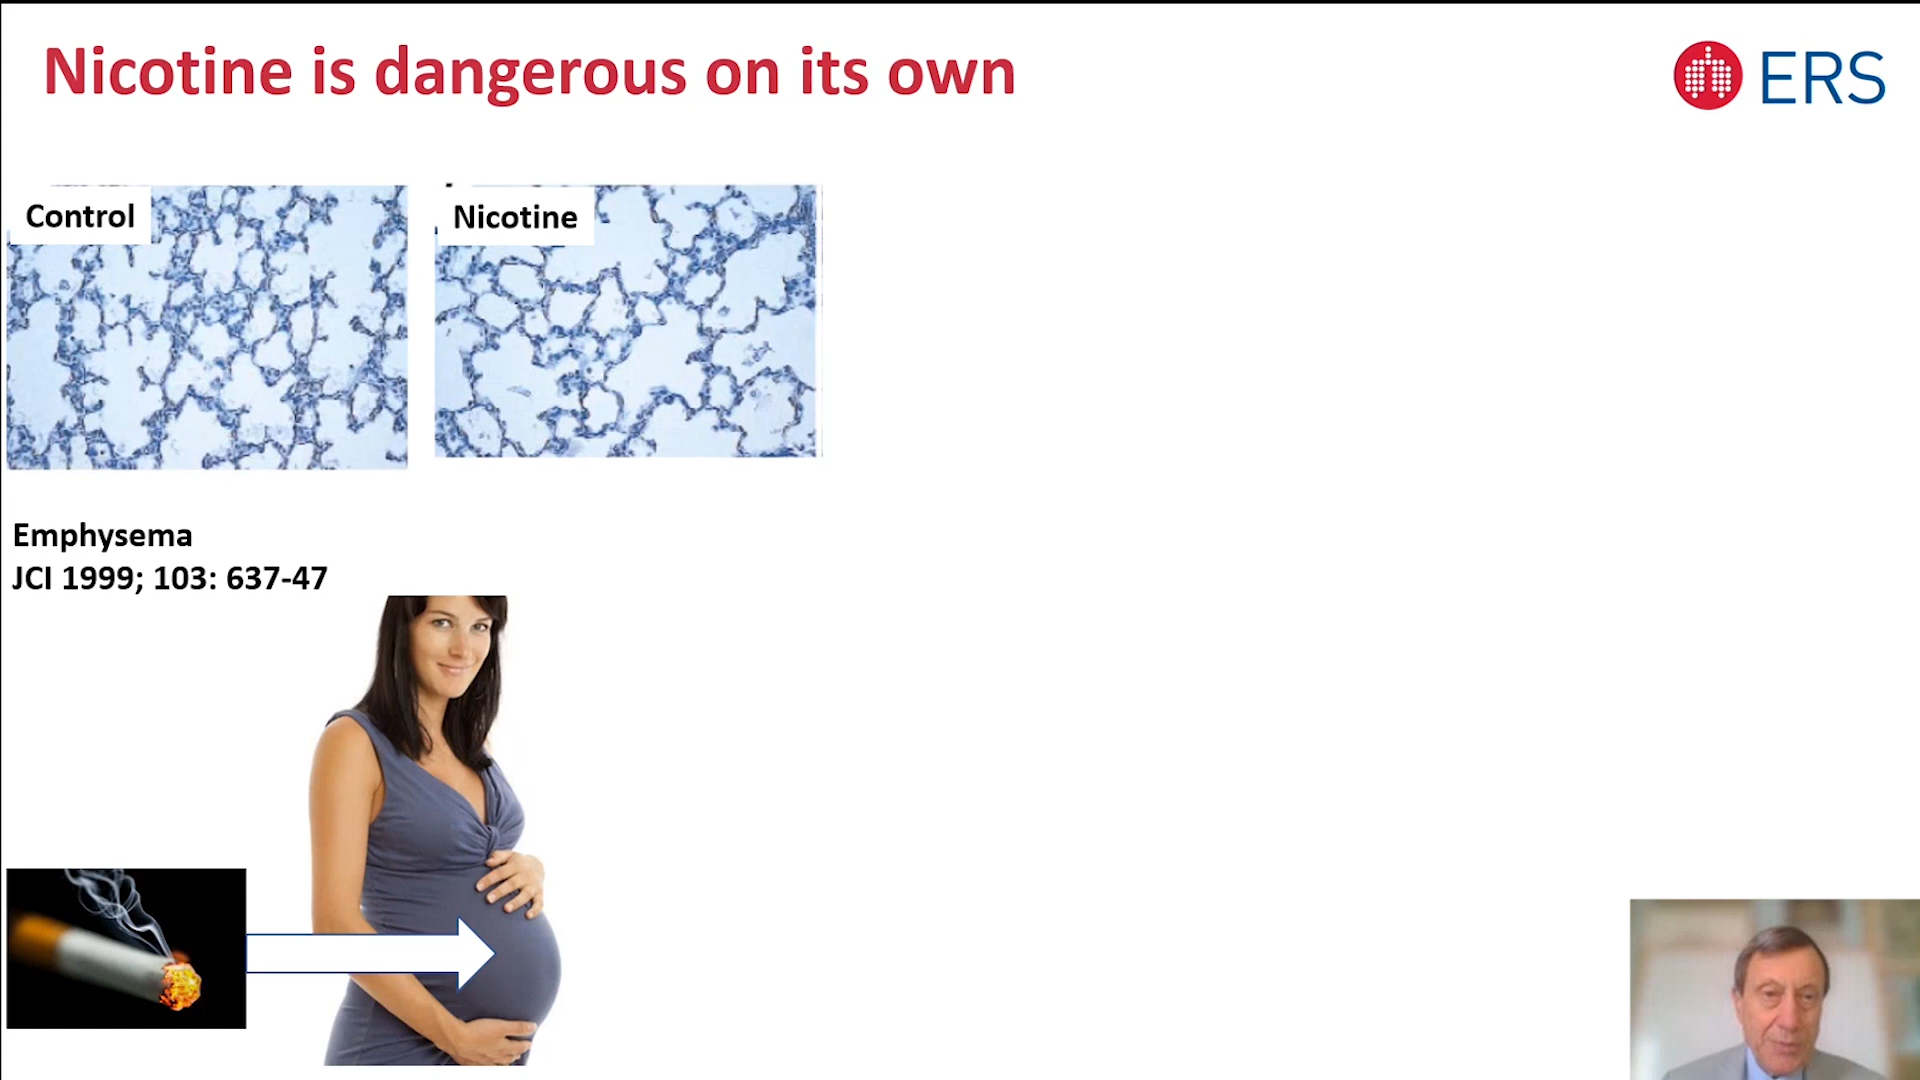 Nicotine is dangerous on its own
ERS
Control
Nicotine
Emphysema
JCI 1999; 103: 637-47